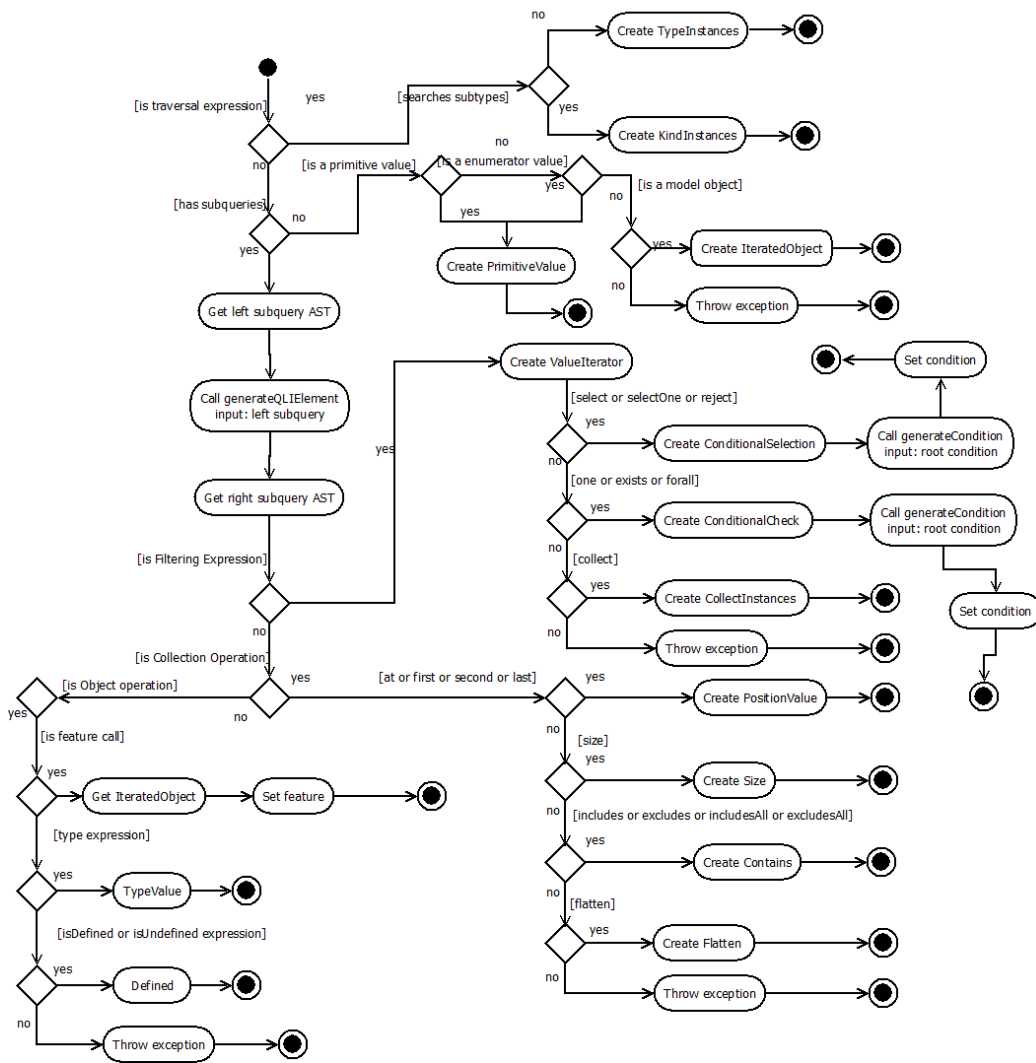 no
Create TypeInstances
[is traversal expression]
yes
[searches subtypes]
yes
Create KindInstances
no
no
[is a primitive value]
[is a enumerator value]
yes
[is a model object]
[has subqueries]
no
yes
yes
no
yes
Create IteratedObject
Create PrimitiveValue
no
Throw exception
Get left subquery AST
Create ValueIterator
Set condition
Call generateQLIElement
input: left subquery
[select or selectOne or reject]
yes
Create ConditionalSelection
Call generateCondition
input: root condition
yes
no
Get right subquery AST
[one or exists or forall]
yes
Create ConditionalCheck
Call generateCondition
input: root condition
no
[is Filtering Expression]
[collect]
yes
Create CollectInstances
Set condition
no
no
Throw exception
[is Collection Operation]
[is Object operation]
yes
[at or first or second or last]
yes
Create PositionValue
yes
no
no
[is feature call]
[size]
yes
yes
Create Size
Get IteratedObject
Set feature
no
[includes or excludes or includesAll or excludesAll]
[type expression]
yes
Create Contains
yes
TypeValue
no
[flatten]
[isDefined or isUndefined expression]
yes
Create Flatten
yes
Defined
no
Throw exception
no
Throw exception